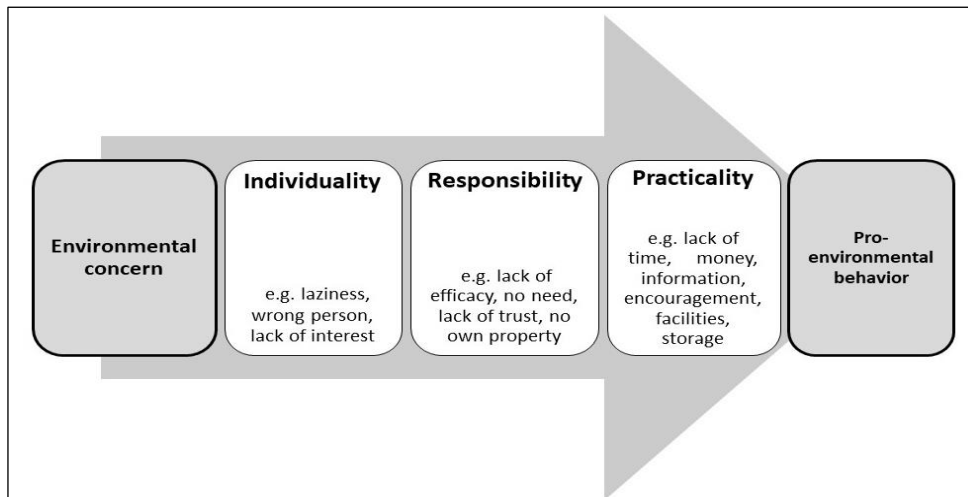 Environmental
concern
Individuality
e.g. laziness,
wrong person,
lack of interest
Responsibility
e.g. lack of
efficacy, no need,
lack of trust, no
own property
Practicality
e.g. lack of
time, money,
information,
encouragement,
facilities,
storage
Pro-
environmental
behavior